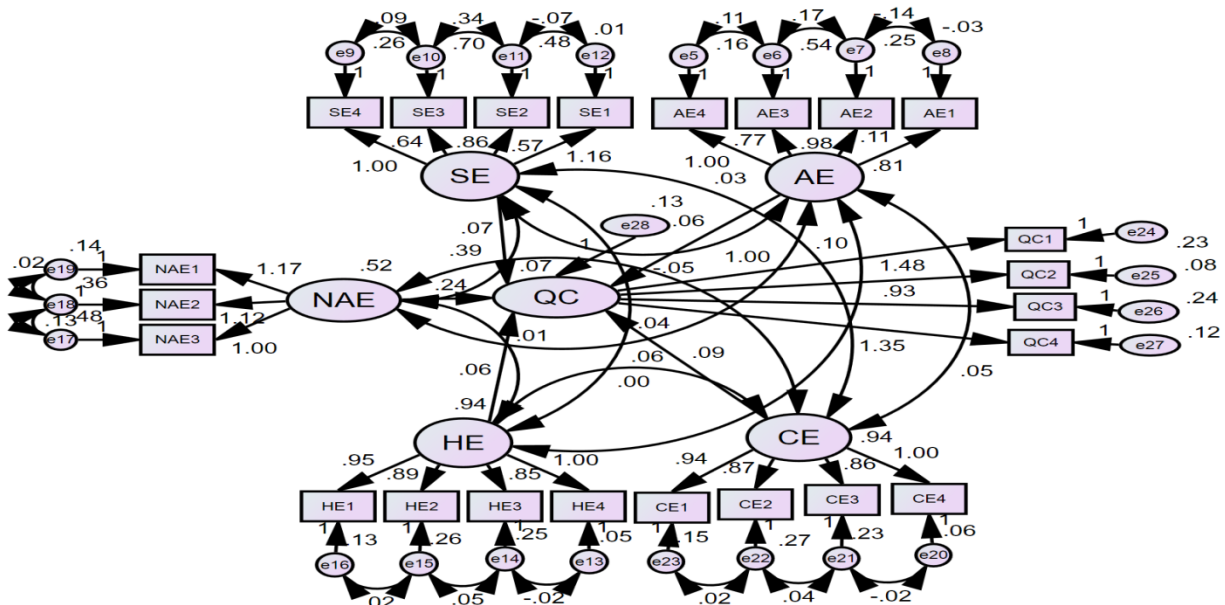 .09 .34 -.07 .01 .11 .17 -.14 -.03
e9 .26 e10 .70 e11 .48 e12 e5 .16 e6 .54 e7 .25 e8
1 1 1 1 1 1 1 1
SE4 SE3 SE2 SE1 AE4 AE3 AE2 AE1
.64 .86 .57 .77 .98 .11
1.00 SE 1.16 1.00 AE .81
.03
.13
.07 e28 .06
.39 1 .10 QC1 1 e24 .23
.02 .14 .52 .07 -.05 1.00
e19 1 NAE1 1.17 1.48 QC2 1 e25 .08
.36 NAE .24 QC .93
e18 1 NAE2 QC3 1 e26 .24
.48 1.12 .01 .04
.13 e17 1 NAE3 1.00 QC4 1 e27 .12
.06 .06 .09 1.35 .05
.00
.94 HE CE .94
.95 .89 .85 1.00 .94 .87 .86 1.00
HE1 HE2 HE3 HE4 CE1 CE2 CE3 CE4
1 1 1 1 1 1 1 1
.13 .26 .25 .05 .15 .27 .23 .06
e16 e15 e14 e13 e23 e22 e21 e20
.02 .05 -.02 .02 .04 -.02